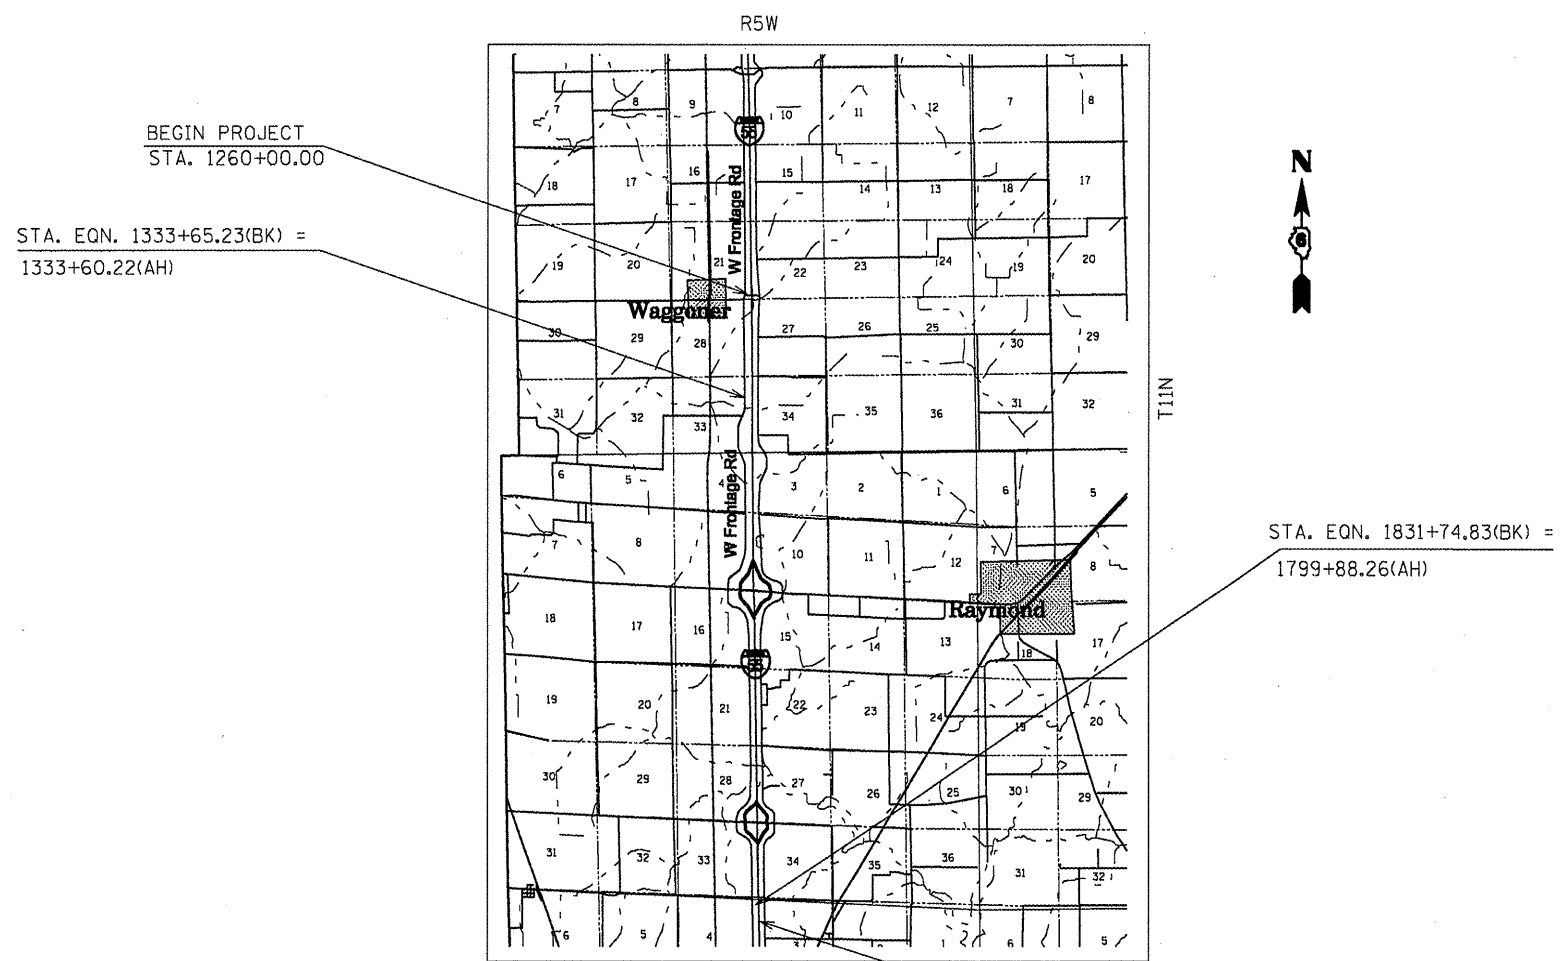 R5W
BEGIN PROJECT
STA. 1260+00.00
STA. EQN. 1333+65.23(BK) =
1333+60.22(AH)
N
6
T11N
STA. EQN. 1831+74.83(BK) =
1799+88.26(AH)
7 8 9 10 11 12 7 8
55
W Frontage Rd
18 17 16 15 14 13 18 17
19 20 21 22 23 24 19 20
Waggoner
30 29 28 27 26 25 30 29
31 32 33 34 35 36 31 32
W Frontage Rd
6 5 4 3 2 1 6 5
7 8 10 11 12 7 8
Raymond
18 17 16 15 14 13 18 17
55
19 20 21 22 23 24 19 20
30 29 28 27 26 25 30 29
31 32 33 34 35 36 31 32
6 5 4 3 2 1 6 5